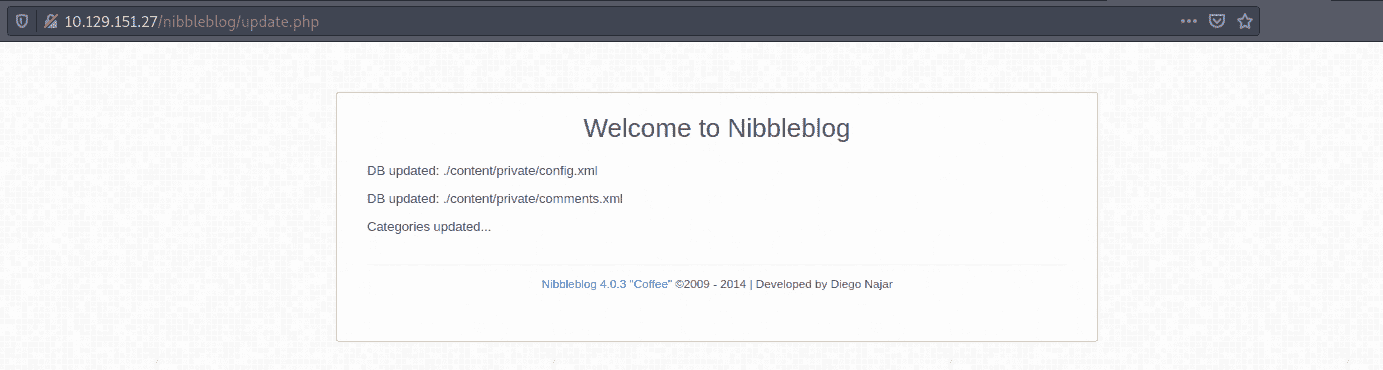 10.129.151.27/nibbleblog/update.php
Welcome to Nibbleblog
DB updated: ./content/private/config.xml
DB updated: ./content/private/comments.xml
Categories updated...
Nibbleblog 4.0.3 "Coffee" ©2009 - 2014 | Developed by Diego Najar